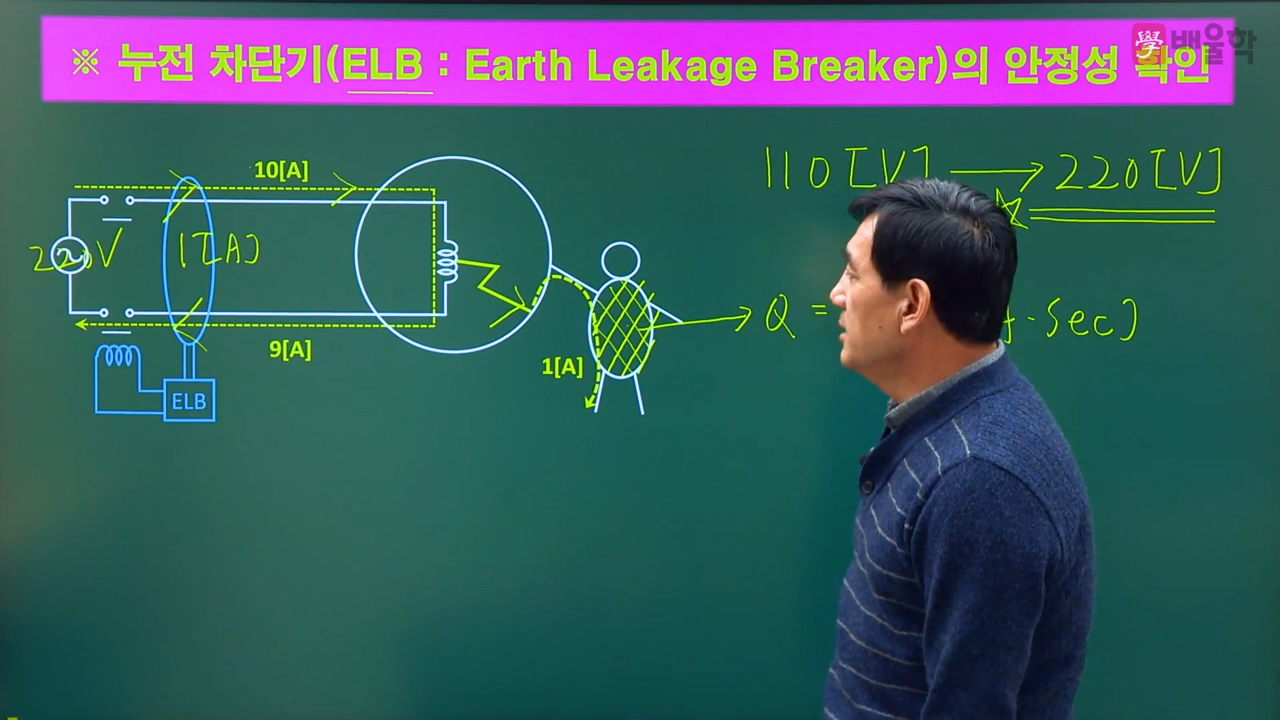 ※ 누전 차단기(ELB : Earth Leakage Breaker)의 안정성 확인
學 배울학
110[V] → 220[V]
10[A]
220V
1[A]
Q =
·Sec]
9[A]
1[A]
ELB